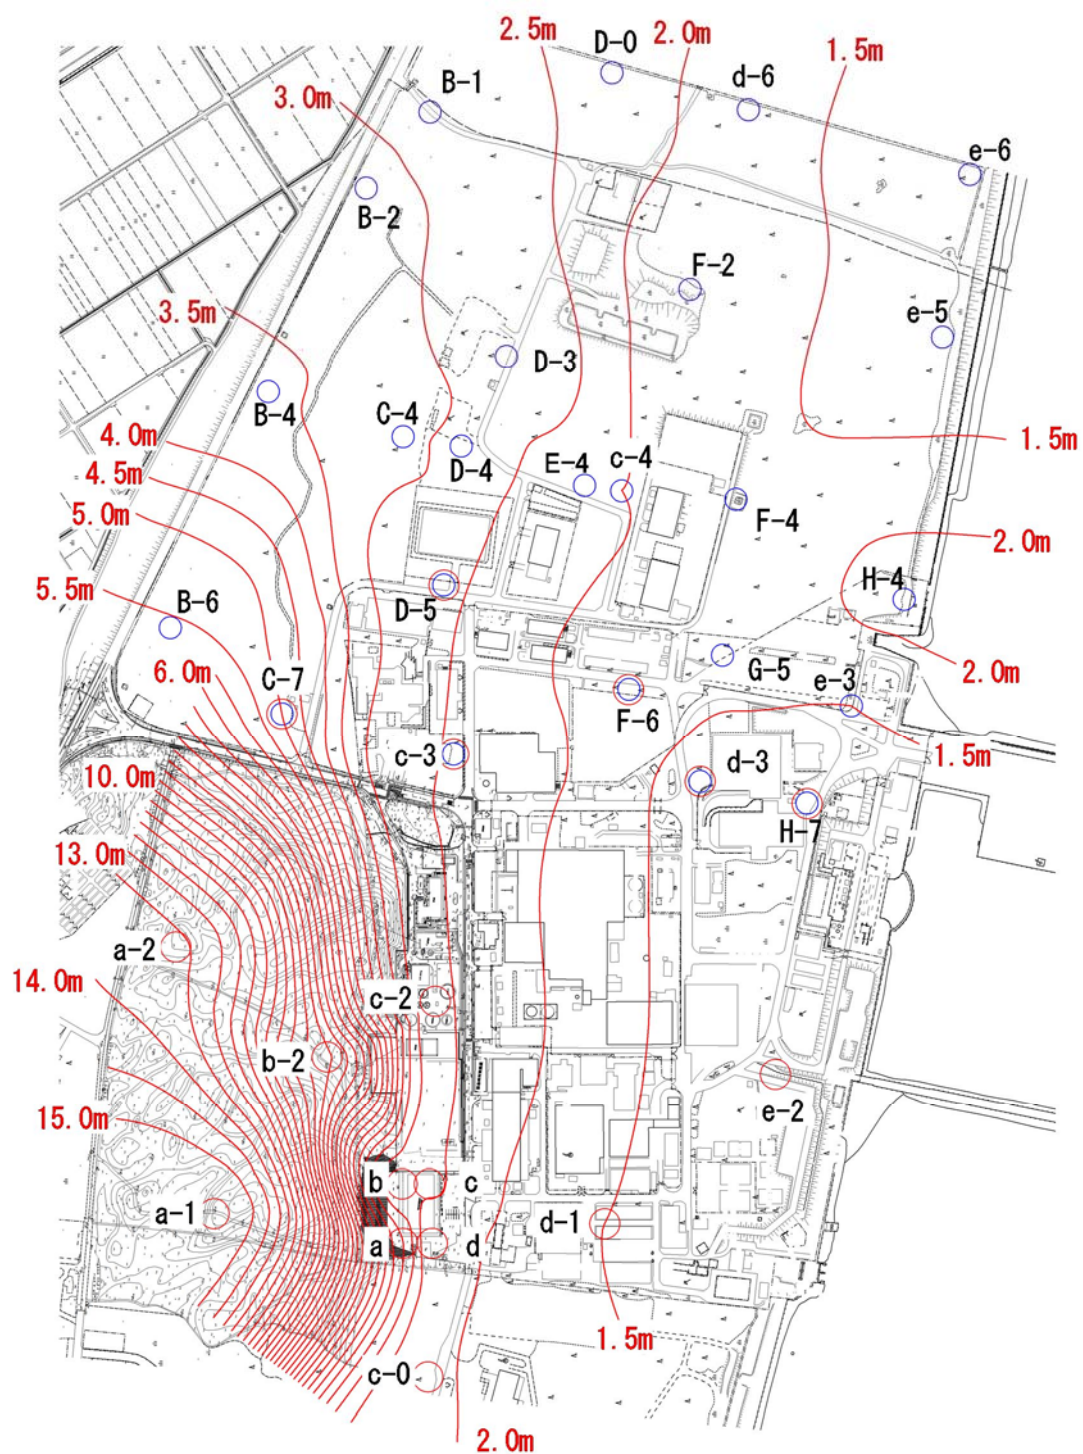 2.5m
D-0
2.0m
1.5m
B-1
3.0m
d-6
e-6
B-2
F-2
3.5m
e-5
D-3
B-4
C-4
4.0m
D-4
E-4
c-4
1.5m
4.5m
5.0m
F-4
2.0m
5.5m
B-6
D-5
H-4
6.0m
C-7
G-5
2.0m
e-3
F-6
c-3
d-3
1.5m
10.0m
H-7
13.0m
a-2
14.0m
c-2
b-2
e-2
15.0m
b
c
a-1
d-1
a
d
1.5m
c-0
2.0m